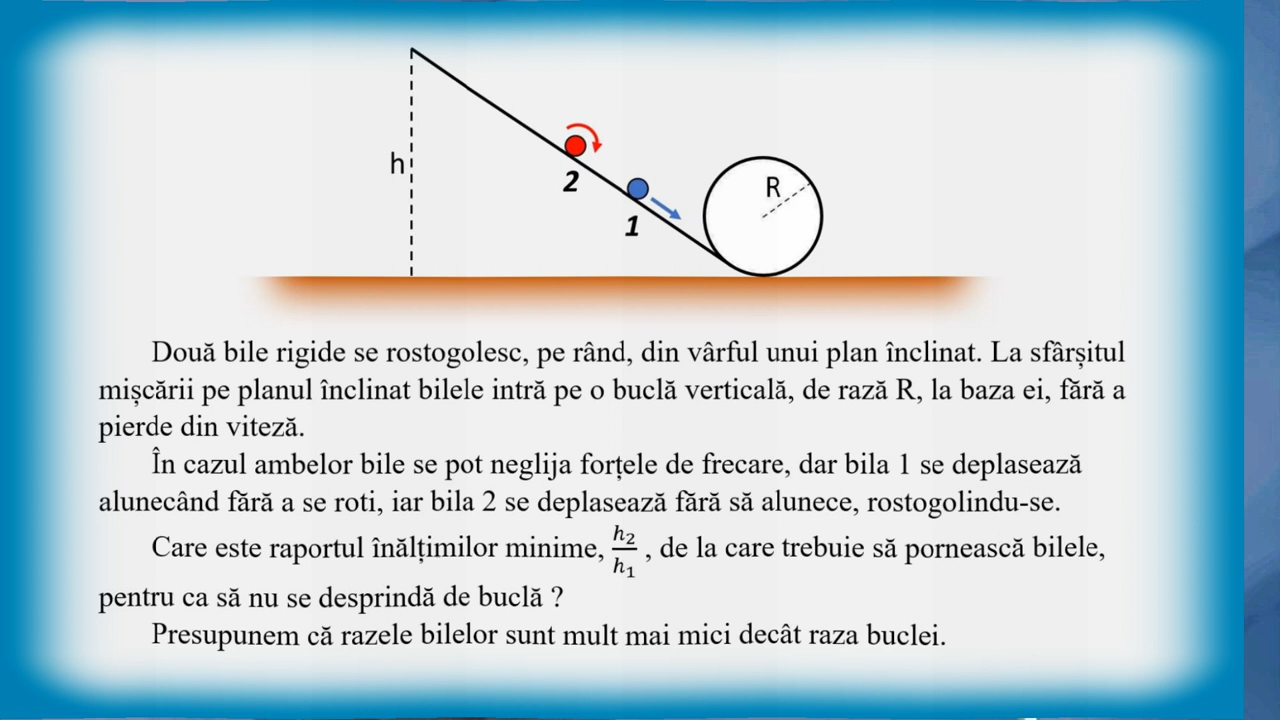 h
R
2
1
Două bile rigide se rostogolesc, pe rând, din vârful unui plan înclinat. La sfârșitul
mișcării pe planul înclinat bilele intră pe o buclă verticală, de rază R, la baza ei, fără a
pierde din viteză.
În cazul ambelor bile se pot neglija forțele de frecare, dar bila 1 se deplasează
alunecând fără a se roti, iar bila 2 se deplasează fără să alunece, rostogolindu-se.
Care este raportul înălțimilor minime, h₂/h₁ , de la care trebuie să pornească bilele,
pentru ca să nu se desprindă de buclă ?
Presupunem că razele bilelor sunt mult mai mici decât raza buclei.